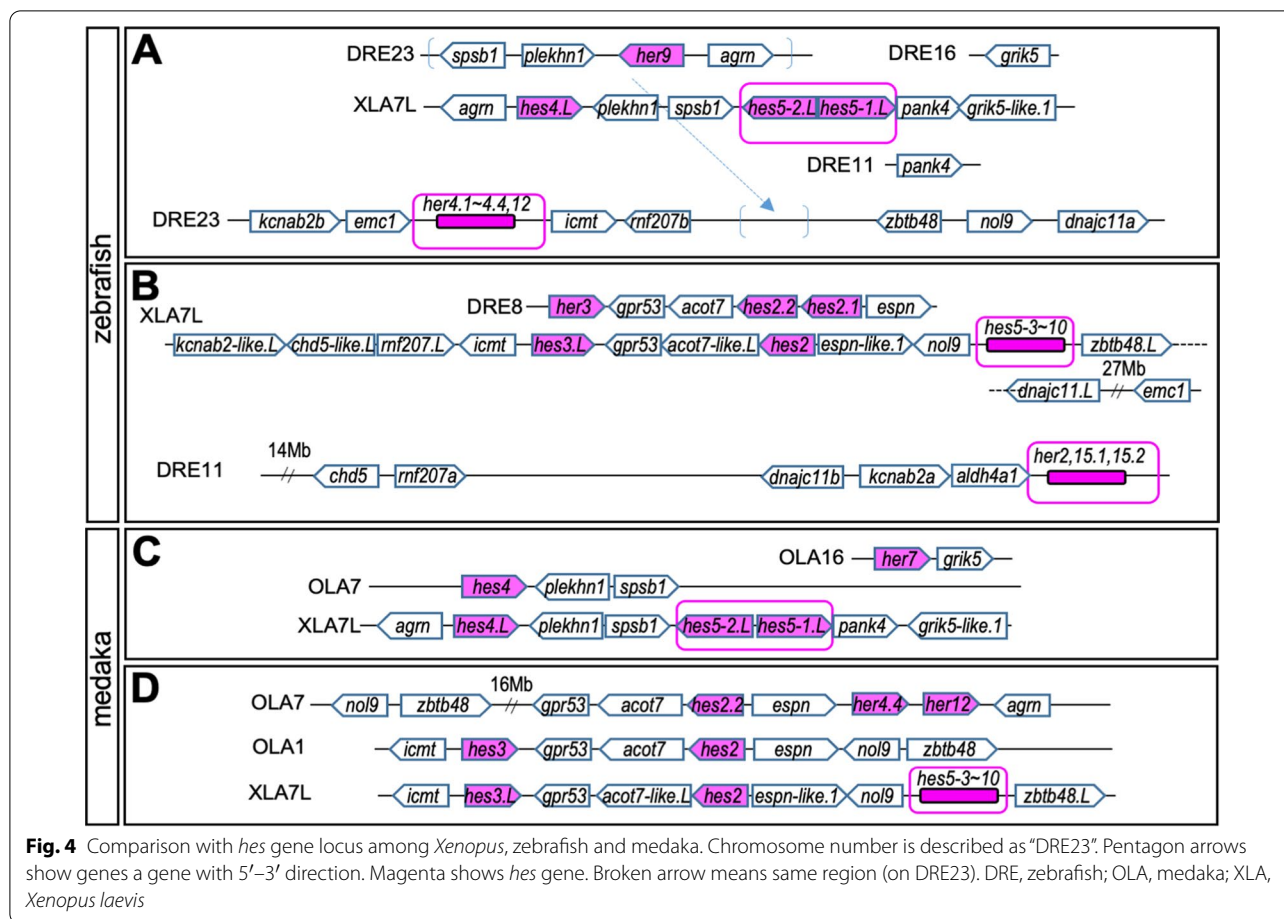 zebrafish
A
DRE23 spsb1 plekhn1 her9 agrn DRE16 grik5
XLA7L agrn hes4.L plekhn1 spsb1 hes5-2.L hes5-1.L pank4 grik5-like.1
DRE11 pank4
her4.1~4.4,12
DRE23 kcnab2b emc1 icmt rnf207b zbtb48 nol9 dnajc11a
B
DRE8 her3 gpr53 acot7 hes2.2 hes2.1 espn
XLA7L
hes5-3~10
kcnab2-like.L chd5-like.L rnf207.L icmt hes3.L gpr53 acot7-like.L hes2 espn-like.1 nol9 zbtb48.L
27Mb
dnajc11.L emc1
14Mb her2,15.1,15.2
DRE11 chd5 rnf207a dnajc11b kcnab2a aldh4a1
medaka
C
OLA16 her7 grik5
OLA7 hes4 plekhn1 spsb1
XLA7L agrn hes4.L plekhn1 spsb1 hes5-2.L hes5-1.L pank4 grik5-like.1
D
16Mb
OLA7 nol9 zbtb48 gpr53 acot7 hes2.2 espn her4.4 her12 agrn
OLA1 icmt hes3 gpr53 acot7 hes2 espn nol9 zbtb48
hes5-3~10
XLA7L icmt hes3.L gpr53 acot7-like.L hes2 espn-like.1 nol9 zbtb48.L
Fig. 4 Comparison with hes gene locus among Xenopus, zebrafish and medaka. Chromosome number is described as “DRE23”. Pentagon arrows
show genes a gene with 5′–3′ direction. Magenta shows hes gene. Broken arrow means same region (on DRE23). DRE, zebrafish; OLA, medaka; XLA,
Xenopus laevis